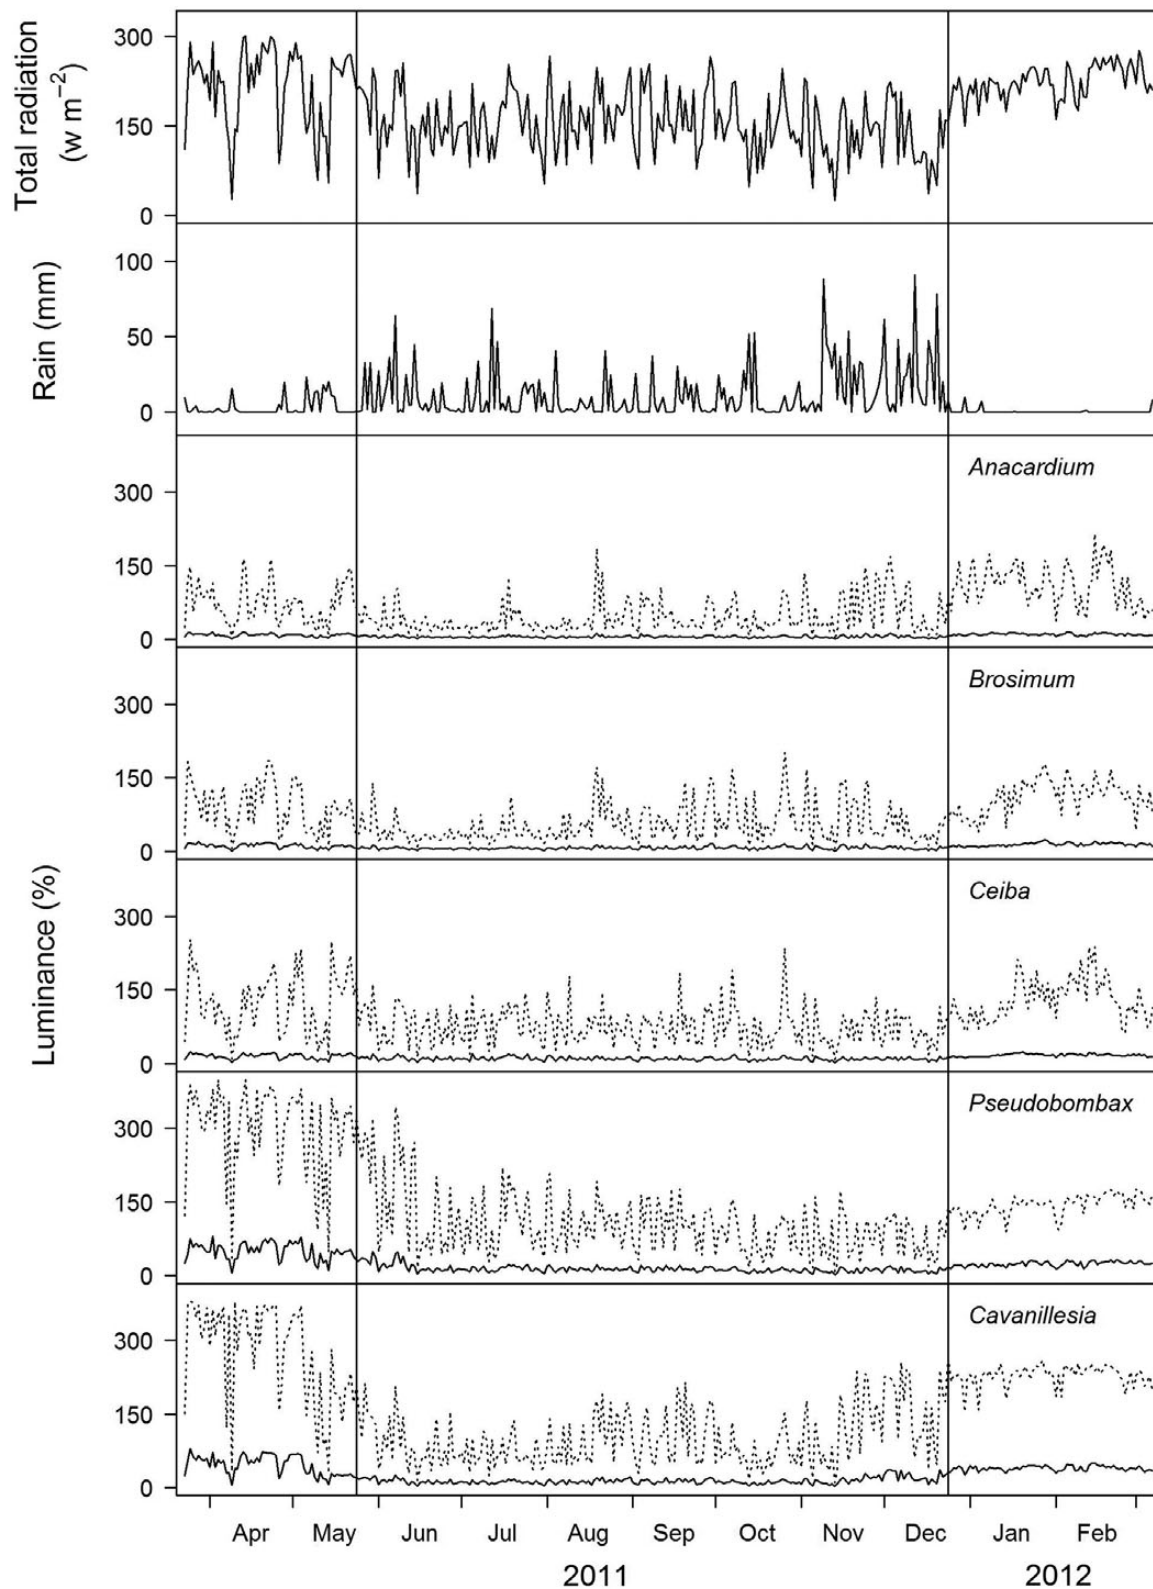 Total radiation
(w m⁻²)
300
150
0
Rain (mm)
100
50
0
Luminance (%)
Anacardium
300
150
0
Brosimum
300
150
0
Ceiba
300
150
0
Pseudobombax
300
150
0
Cavanillesia
300
150
0
Apr May Jun Jul Aug Sep Oct Nov Dec Jan Feb
2011 2012